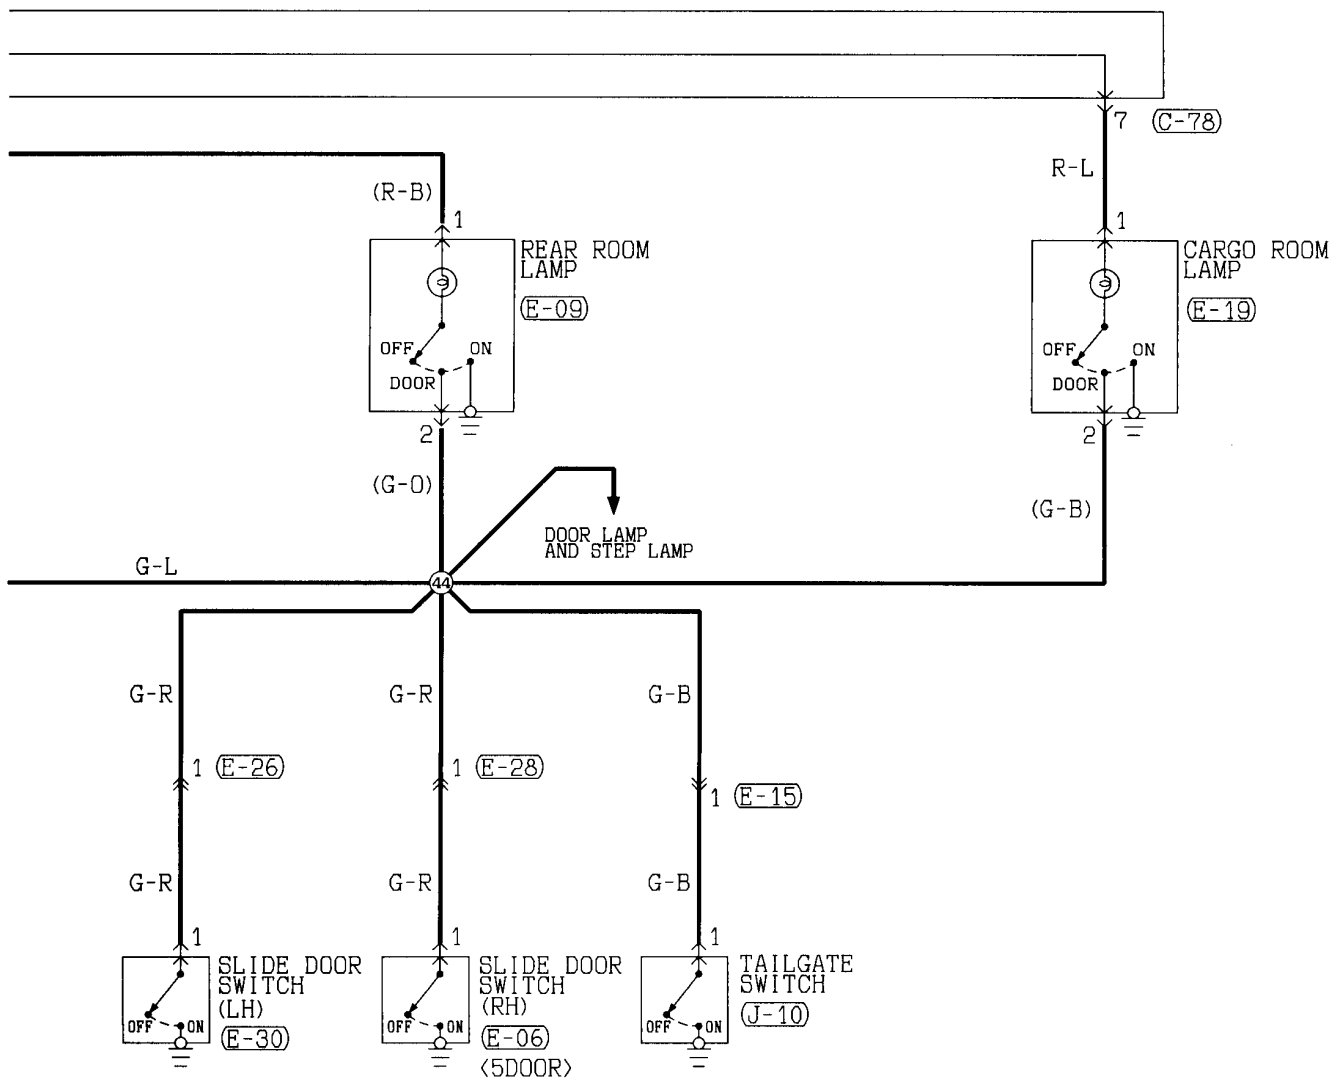 7 (C-78)
R-L
(R-B)
1
1
REAR ROOM
LAMP
(E-09)
CARGO ROOM
LAMP
(E-19)
OFF ON
DOOR
OFF ON
DOOR
2
2
(G-O)
(G-B)
DOOR LAMP
AND STEP LAMP
G-L
44
G-R
G-R
G-B
1 (E-26)
1 (E-28)
1 (E-15)
G-R
G-R
G-B
1
1
1
SLIDE DOOR
SWITCH
(LH)
(E-30)
OFF ON
SLIDE DOOR
SWITCH
(RH)
(E-06)
<5DOOR>
OFF ON
TAILGATE
SWITCH
(J-10)
OFF ON